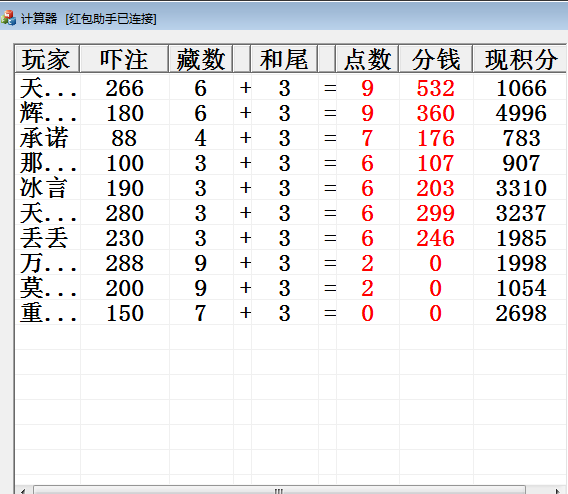 计算器 [红包助手已连接]
玩家 吓注 藏数 和尾 点数 分钱 现积分
天... 266 6 + 3 = 9 532 1066
辉... 180 6 + 3 = 9 360 4996
承诺 88 4 + 3 = 7 176 783
那... 100 3 + 3 = 6 107 907
冰言 190 3 + 3 = 6 203 3310
天... 280 3 + 3 = 6 299 3237
丢丢 230 3 + 3 = 6 246 1985
万... 288 9 + 3 = 2 0 1998
莫... 200 9 + 3 = 2 0 1054
重... 150 7 + 3 = 0 0 2698